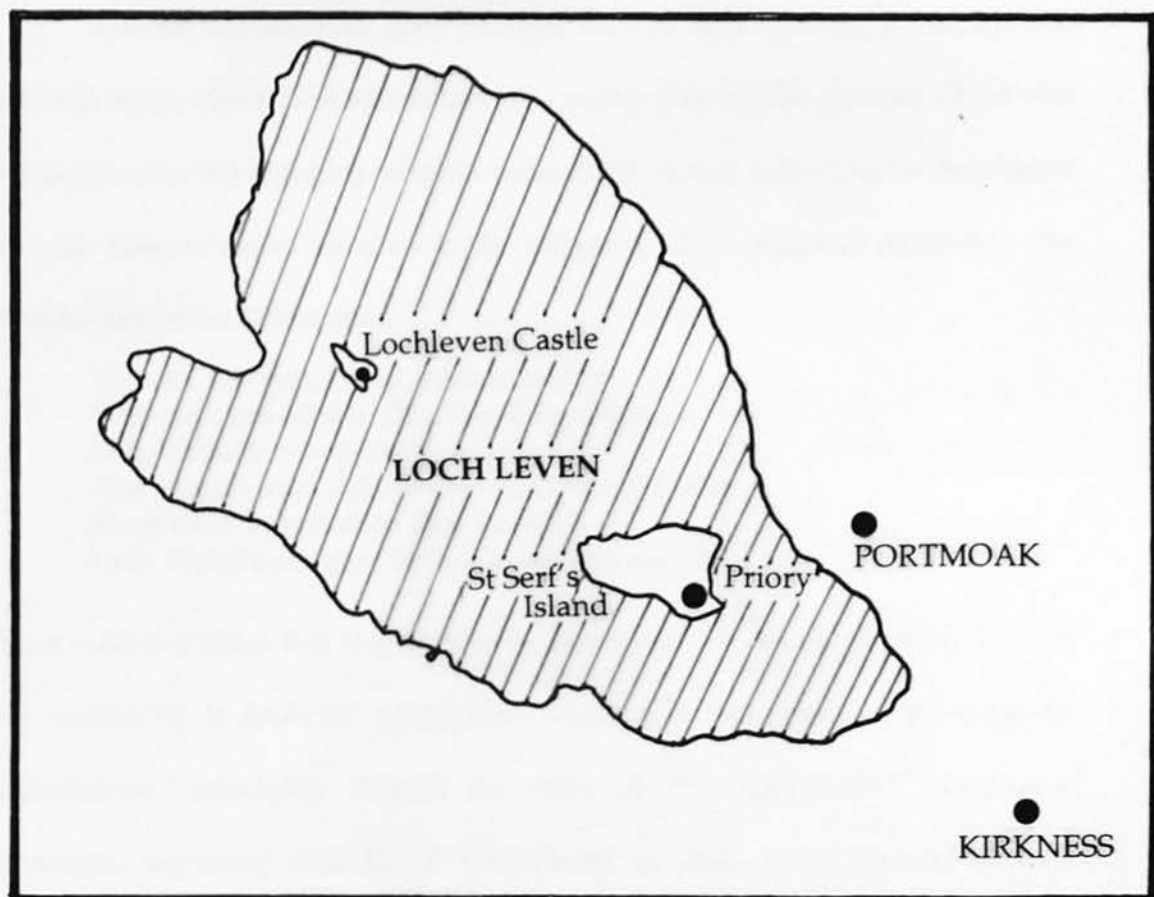 Lochleven Castle
LOCH LEVEN
PORTMOAK
St Serf's
Island
Priory
KIRKNESS